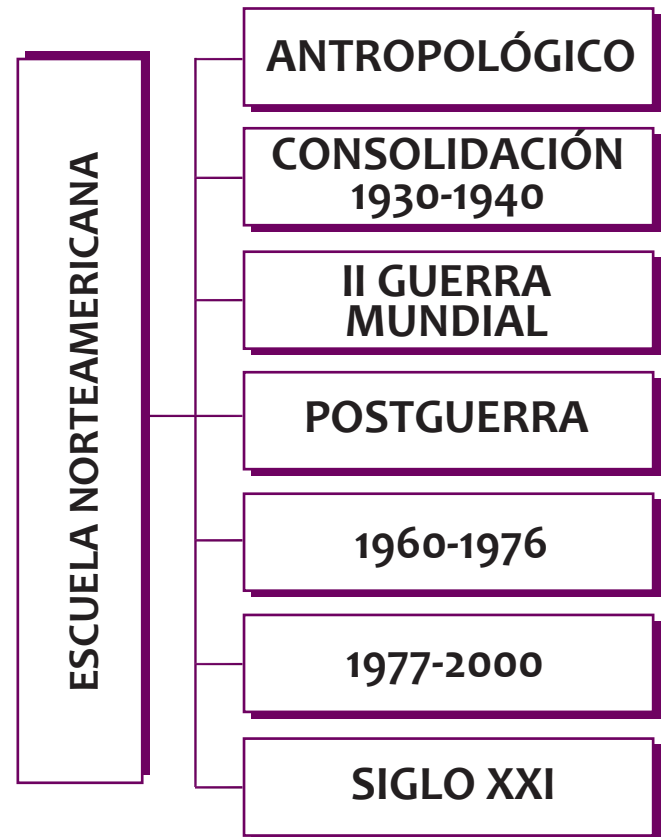 ESCUELA NORTEAMERICANA
ANTROPOLÓGICO
CONSOLIDACIÓN
1930-1940
II GUERRA
MUNDIAL
POSTGUERRA
1960-1976
1977-2000
SIGLO XXI